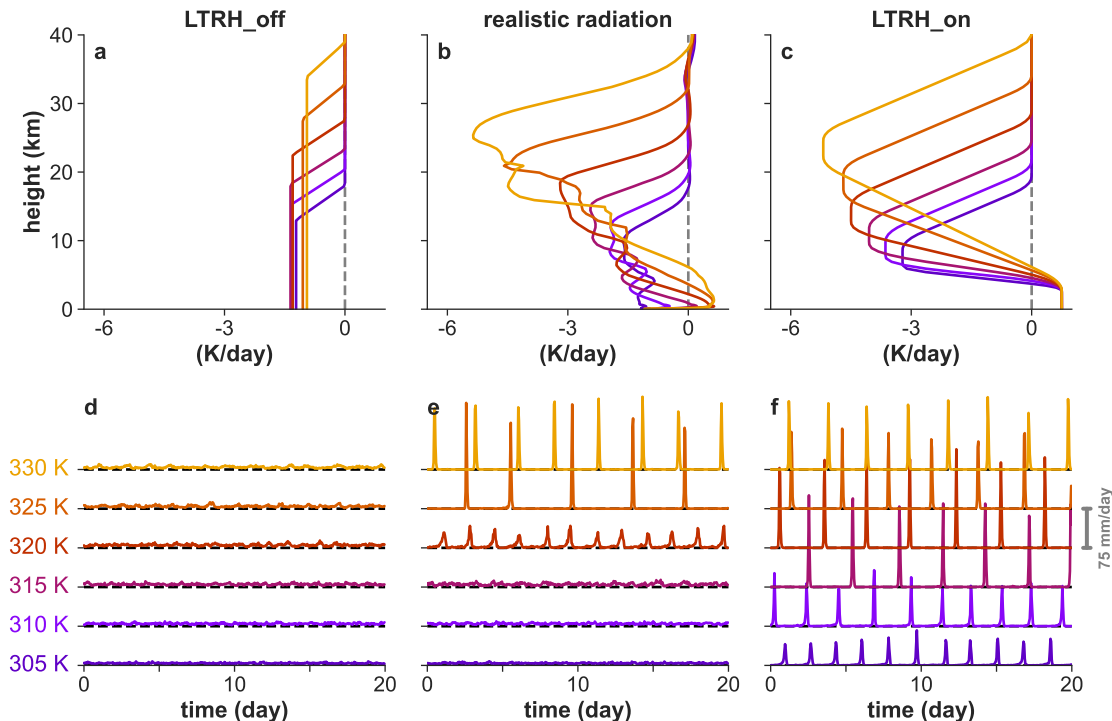 LTRH_off
realistic radiation
LTRH_on
a
b
c
40
30
20
10
0
height (km)
-6
-3
0
-6
-3
0
-6
-3
0
(K/day)
(K/day)
(K/day)
d
e
f
330 K
325 K
320 K
315 K
310 K
305 K
75 mm/day
0
10
20
0
10
20
0
10
20
time (day)
time (day)
time (day)